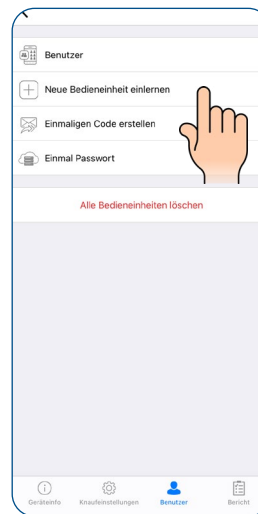 Benutzer
Neue Bedieneinheit einlernen
Einmaligen Code erstellen
Einmal Passwort
Alle Bedieneinheiten löschen
Geräteinfo
Knaufeinstellungen
Benutzer
Bericht